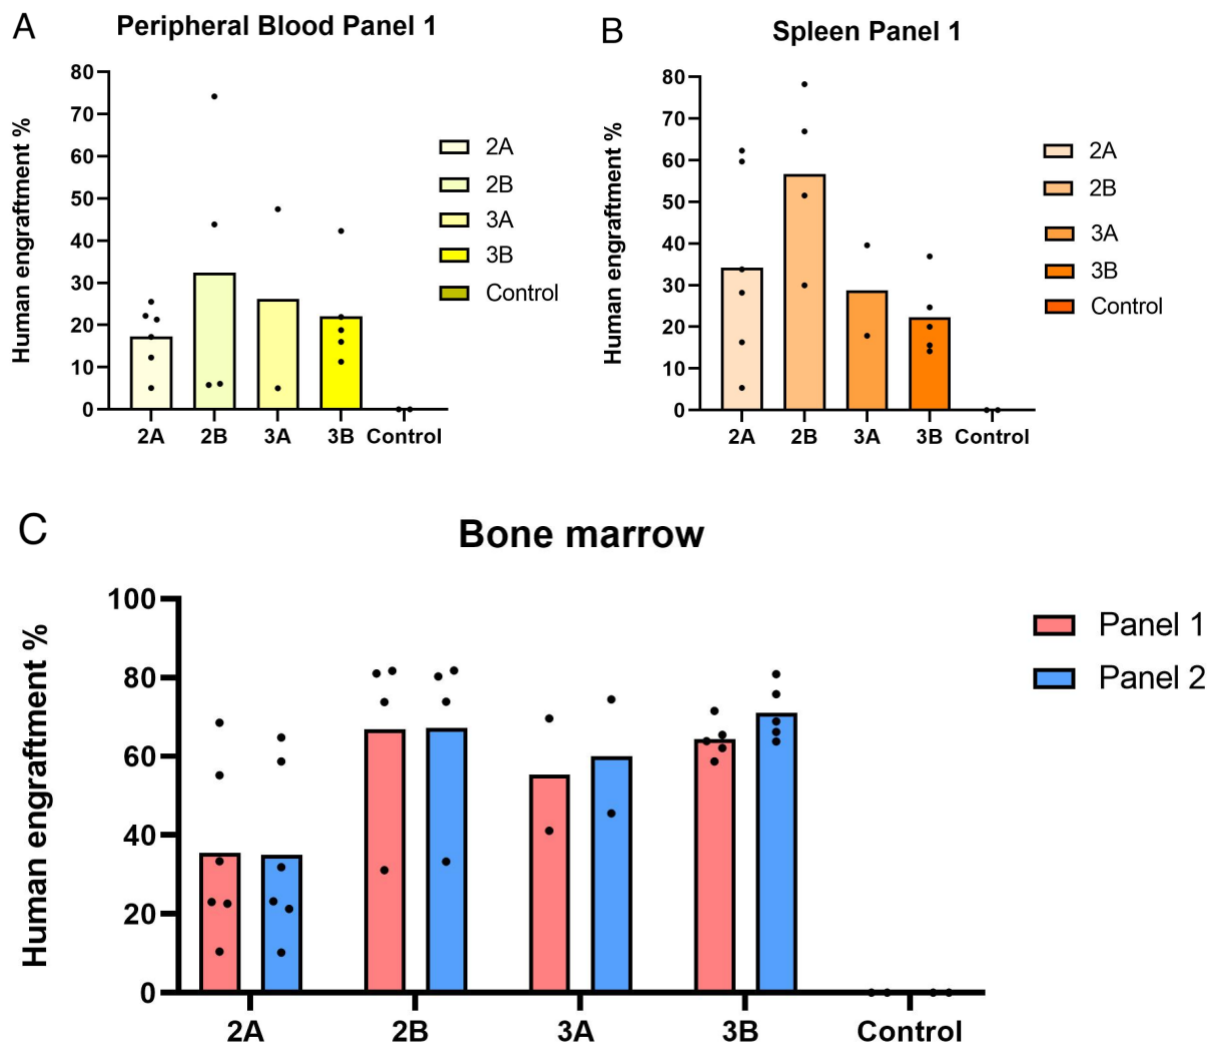 A
Peripheral Blood Panel 1
Human engraftment %
80
70
60
50
40
30
20
10
0
2A 2B 3A 3B Control
2A
2B
3A
3B
Control
B
Spleen Panel 1
Human engraftment %
80
70
60
50
40
30
20
10
0
2A 2B 3A 3B Control
2A
2B
3A
3B
Control
C
Bone marrow
Human engraftment %
100
80
60
40
20
0
2A 2B 3A 3B Control
Panel 1
Panel 2